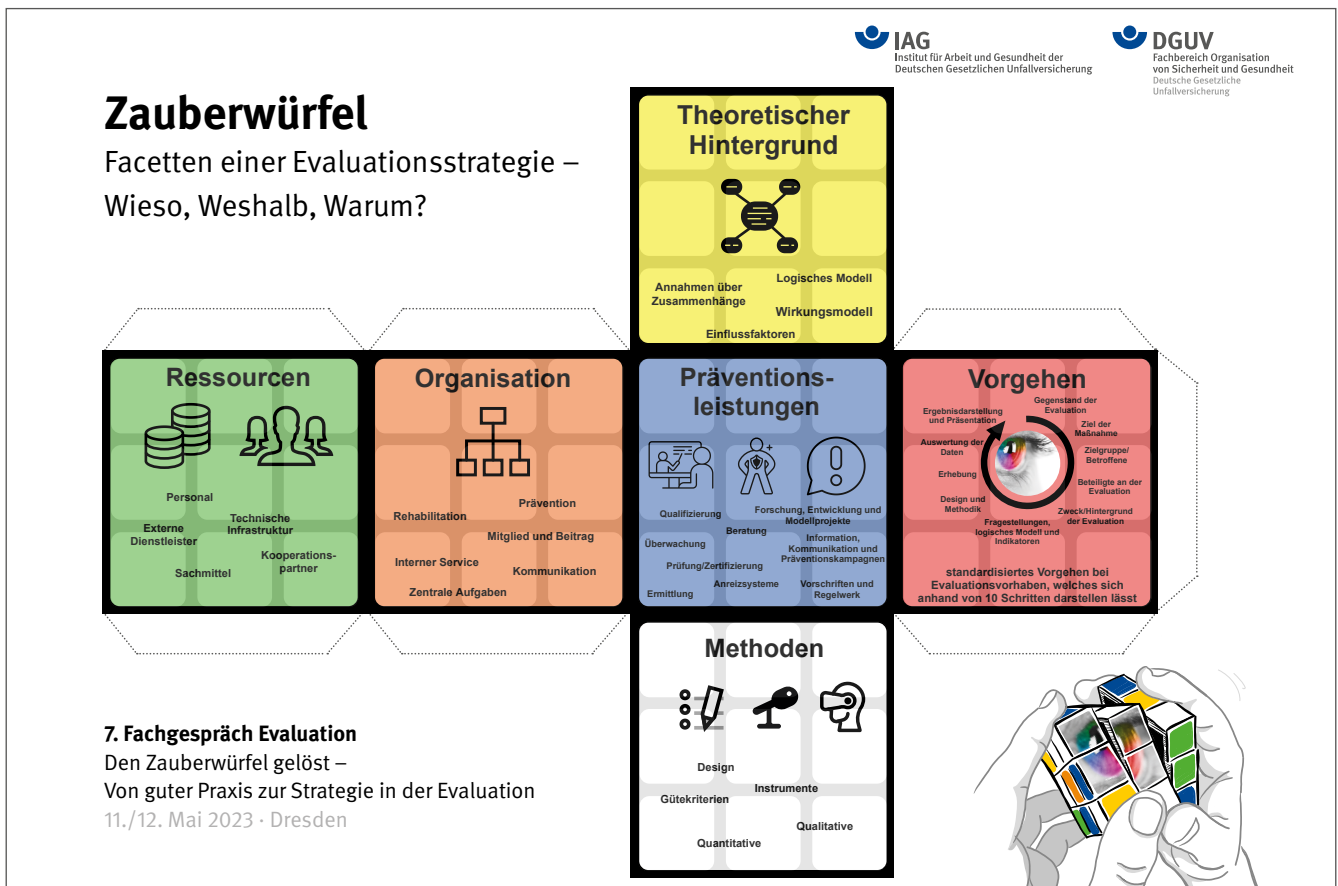 IAG
Institut für Arbeit und Gesundheit der
Deutschen Gesetzlichen Unfallversicherung
DGUV
Fachbereich Organisation
von Sicherheit und Gesundheit
Deutsche Gesetzliche
Unfallversicherung
Zauberwürfel
Facetten einer Evaluationsstrategie –
Wieso, Weshalb, Warum?
Theoretischer
Hintergrund
Annahmen über
Zusammenhänge
Logisches Modell
Wirkungsmodell
Einflussfaktoren
Ressourcen
Personal
Externe
Dienstleister
Technische
Infrastruktur
Kooperations-
partner
Sachmittel
Organisation
Prävention
Rehabilitation
Mitglied und Beitrag
Interner Service
Kommunikation
Zentrale Aufgaben
Präventions-
leistungen
Qualifizierung
Forschung, Entwicklung und
Modellprojekte
Beratung
Überwachung
Information,
Kommunikation und
Präventionskampagnen
Prüfung/Zertifizierung
Anreizsysteme
Vorschriften und
Regelwerk
Ermittlung
Vorgehen
Gegenstand der
Evaluation
Ziel der
Maßnahme
Zielgruppe/
Betroffene
Beteiligte an der
Evaluation
Zweck/Hintergrund
der Evaluation
Fragestellungen,
logisches Modell und
Indikatoren
Design und
Methodik
Erhebung
Auswertung der
Daten
Ergebnisdarstellung
und Präsentation
standardisiertes Vorgehen bei
Evaluationsvorhaben, welches sich
anhand von 10 Schritten darstellen lässt
Methoden
Design
Instrumente
Gütekriterien
Qualitative
Quantitative
7. Fachgespräch Evaluation
Den Zauberwürfel gelöst –
Von guter Praxis zur Strategie in der Evaluation
11./12. Mai 2023 · Dresden